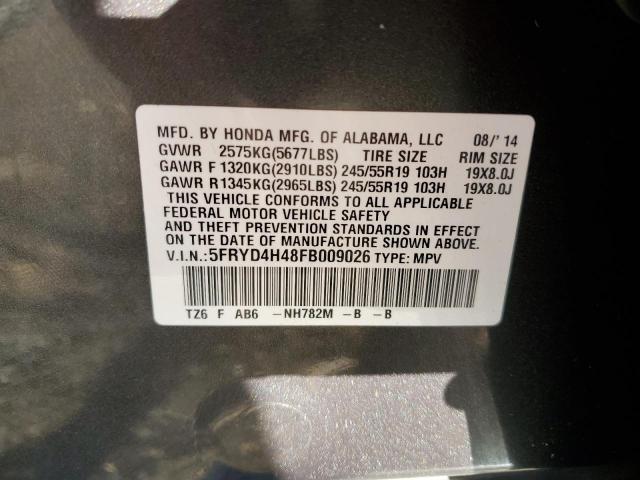 MFD. BY HONDA MFG. OF ALABAMA, LLC 08/'14
GVWR 2575KG(5677LBS) TIRE SIZE RIM SIZE
GAWR F 1320KG(2910LBS) 245/55R19 103H 19X8.0J
GAWR R 1345KG(2965LBS) 245/55R19 103H 19X8.0J
THIS VEHICLE CONFORMS TO ALL APPLICABLE
FEDERAL MOTOR VEHICLE SAFETY
AND THEFT PREVENTION STANDARDS IN EFFECT
ON THE DATE OF MANUFACTURE SHOWN ABOVE.
V.I.N.: 5FRYD4H48FB009026 TYPE: MPV
TZ6 F AB6 -NH782M -B -B